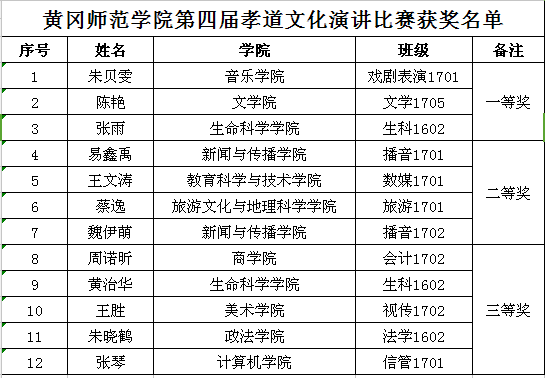 黄冈师范学院第四届孝道文化演讲比赛获奖名单
序号 姓名 学院 班级 备注
1 朱贝雯 音乐学院 戏剧表演1701
2 陈艳 文学院 文学1705 一等奖
3 张雨 生命科学学院 生科1602
4 易鑫禹 新闻与传播学院 播音1701
5 王文涛 教育科学与技术学院 数媒1701 二等奖
6 蔡逸 旅游文化与地理科学学院 旅游1701
7 魏伊萌 新闻与传播学院 播音1702
8 周诺昕 商学院 会计1702
9 黄治华 生命科学学院 生科1602
10 王胜 美术学院 视传1702 三等奖
11 朱晓鹤 政法学院 法学1602
12 张琴 计算机学院 信管1701